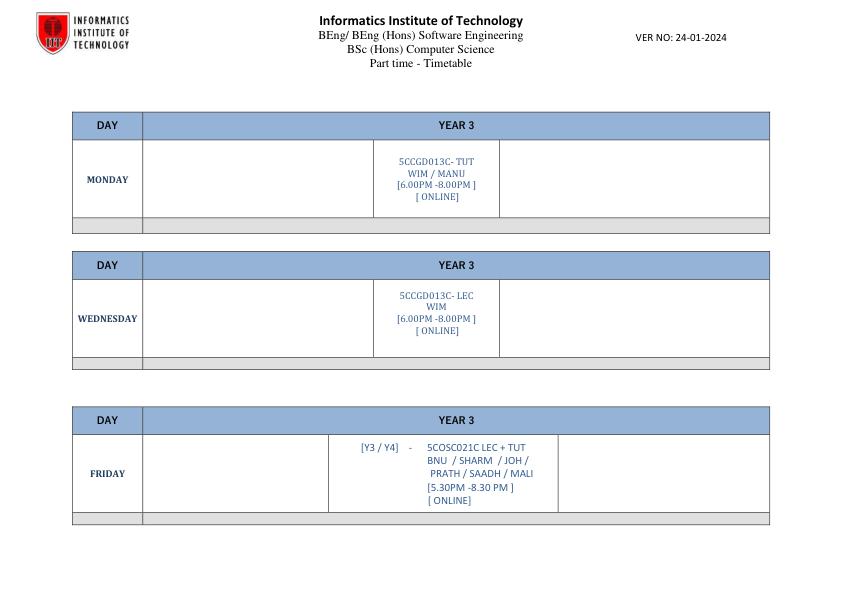 INFORMATICS
INSTITUTE OF
TECHNOLOGY
IIT
Informatics Institute of Technology
BEng/ BEng (Hons) Software Engineering
BSc (Hons) Computer Science
Part time - Timetable
VER NO: 24-01-2024
DAY YEAR 3
MONDAY
5CCGD013C- TUT
WIM / MANU
[6.00PM -8.00PM ]
[ ONLINE]
DAY YEAR 3
WEDNESDAY
5CCGD013C- LEC
WIM
[6.00PM -8.00PM ]
[ ONLINE]
DAY YEAR 3
FRIDAY
[Y3 / Y4] - 5COSC021C LEC + TUT
BNU / SHARM / JOH /
PRATH / SAADH / MALI
[5.30PM -8.30 PM ]
[ ONLINE]